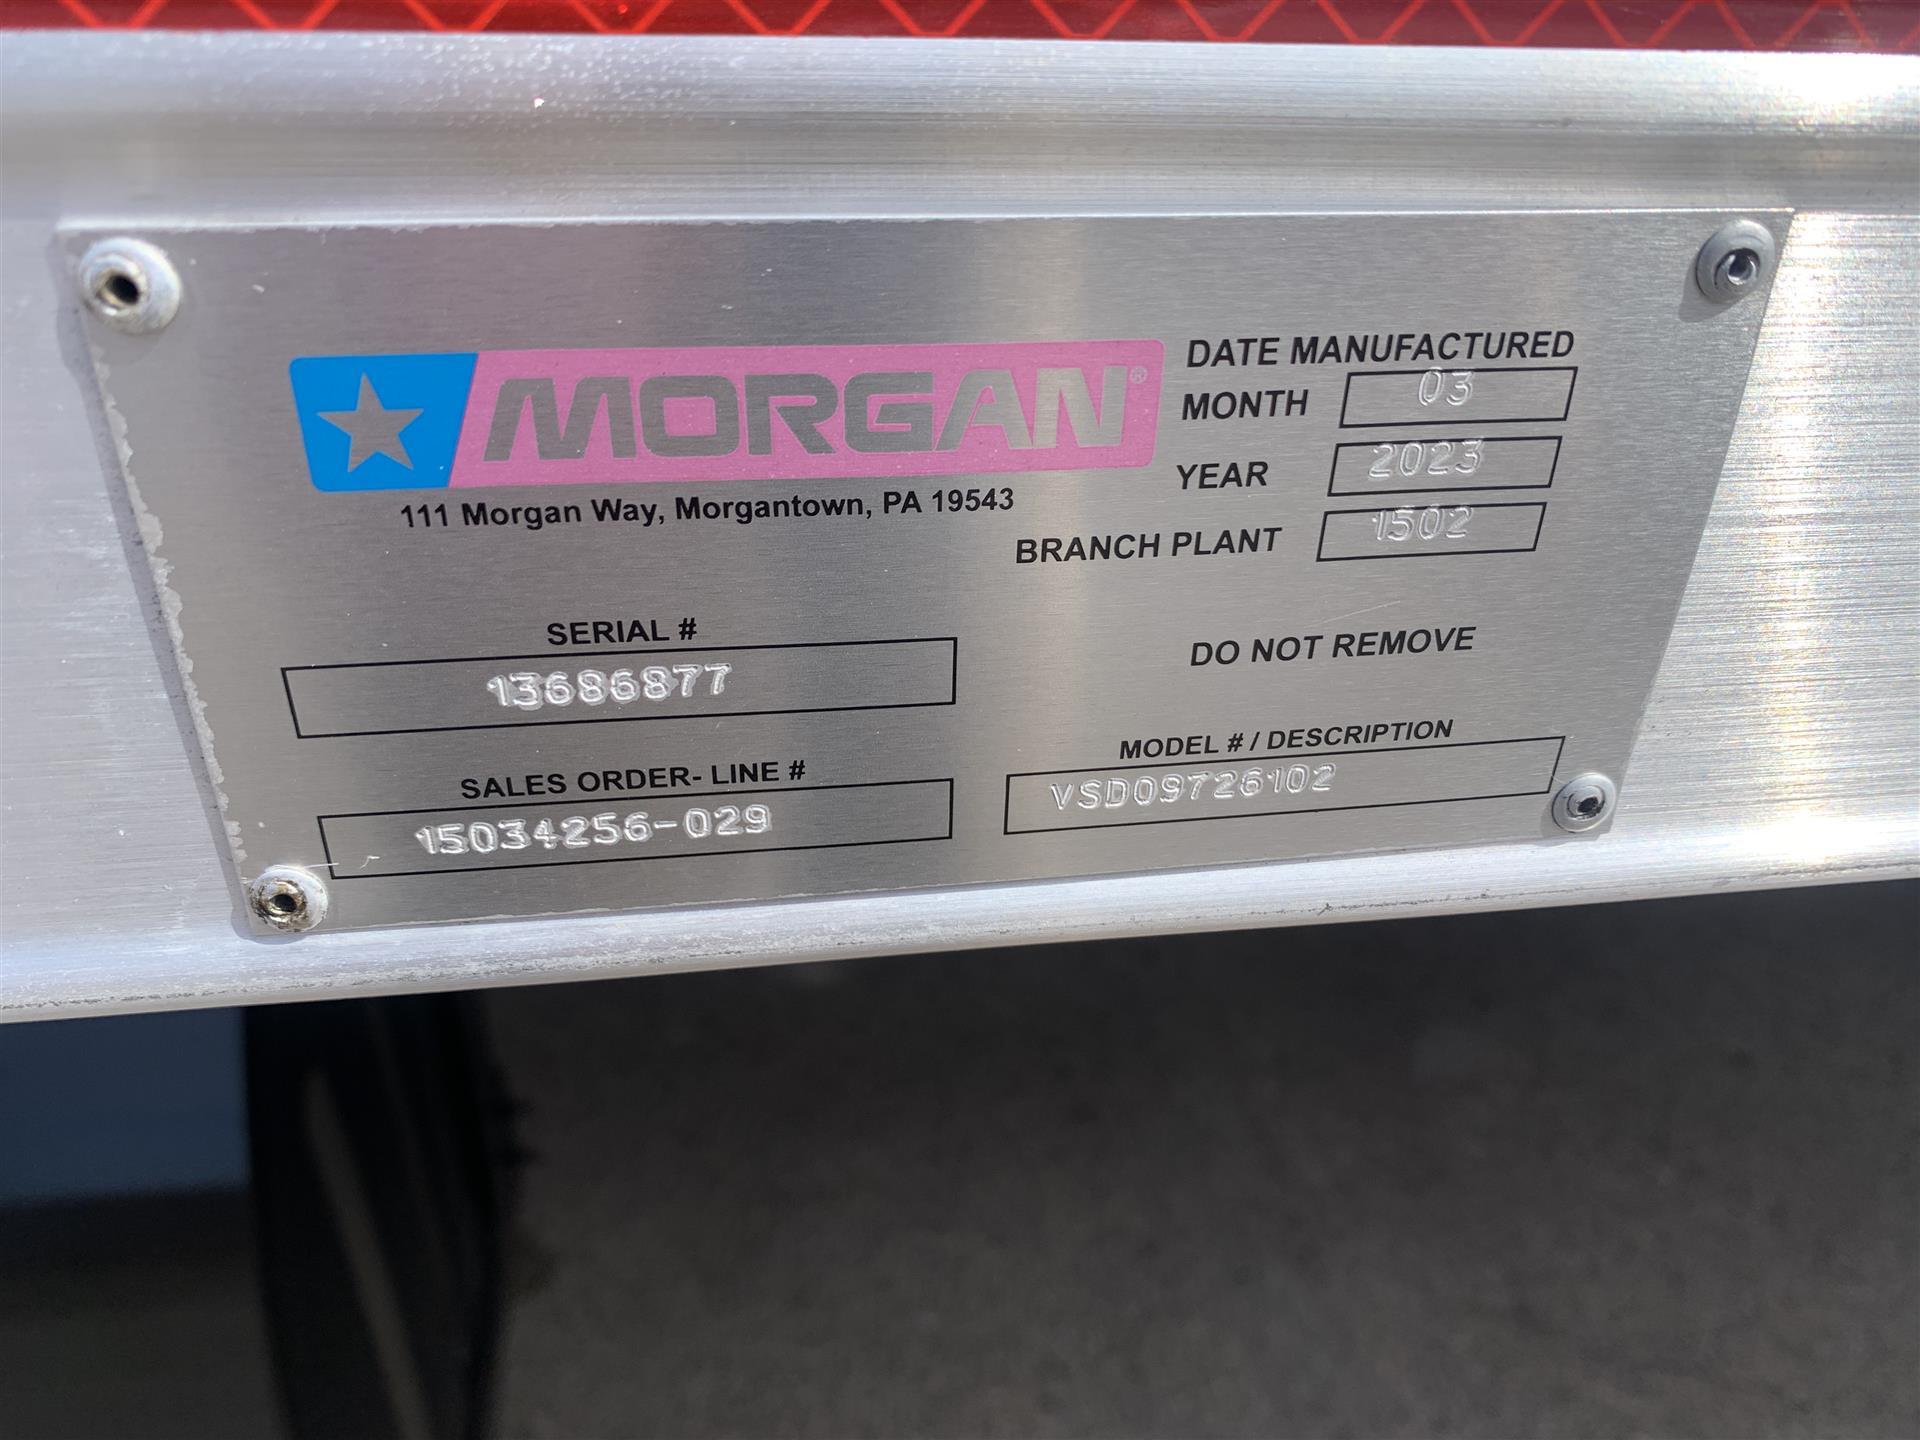 MORGAN®
111 Morgan Way, Morgantown, PA 19543
DATE MANUFACTURED
MONTH 03
YEAR 2023
BRANCH PLANT 1502
SERIAL #
13686877
DO NOT REMOVE
SALES ORDER- LINE #
15034256-029
MODEL # / DESCRIPTION
VSD09726102